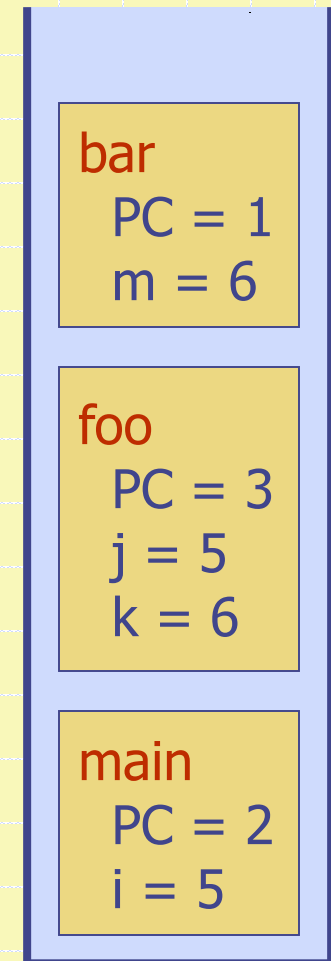 bar
PC = 1
m = 6
foo
PC = 3
j = 5
k = 6
main
PC = 2
i = 5